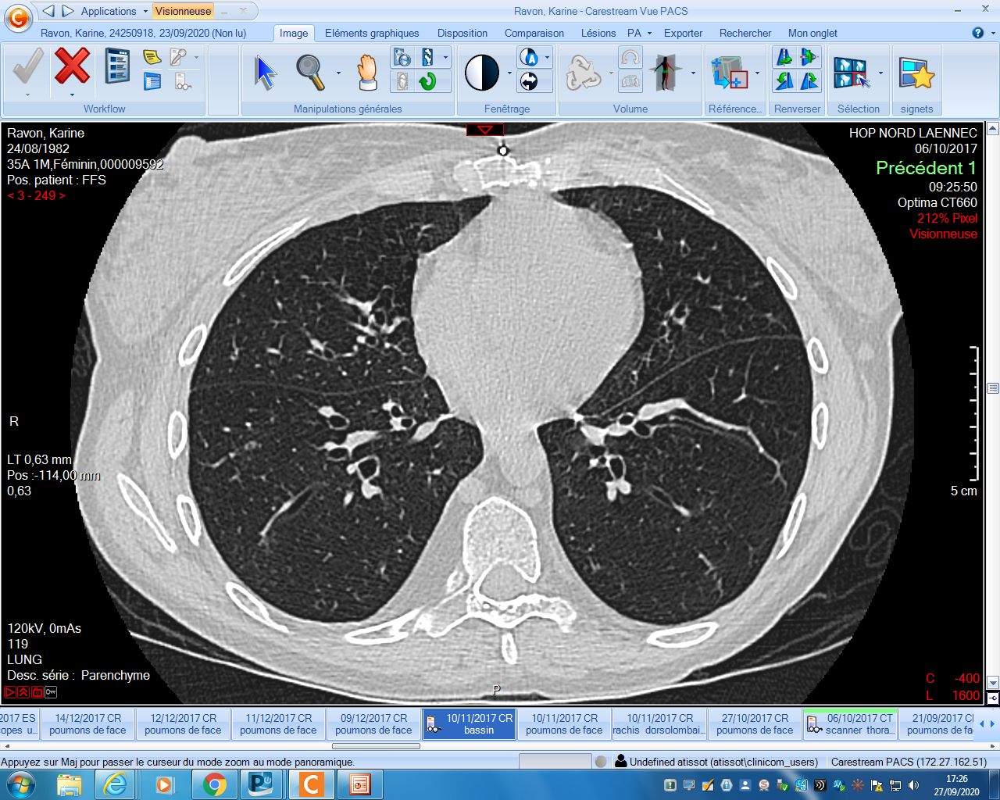 Applications
Visionneuse
Ravon, Karine - Carestream Vue PACS
Ravon, Karine, 24250918, 23/09/2020 (Non lu)
Image
Eléments graphiques
Disposition
Comparaison
Lésions
PA
Exporter
Rechercher
Mon onglet
Workflow
Manipulations générales
Fenêtrage
Volume
Référence...
Renverser
Sélection
signets
Ravon, Karine
24/08/1982
35A 1M,Féminin,000009592
Pos. patient : FFS
< 3 - 249 >
HOP NORD LAENNEC
06/10/2017
Précédent 1
09:25:50
Optima CT660
212% Pixel
Visionneuse
R
LT 0,63 mm
Pos :-114,00 mm
0,63
5 cm
120kV, 0mAs
119
LUNG
Desc. série : Parenchyme
P
C -400
L 1600
2017 ES
copes u...
14/12/2017 CR
poumons de face
12/12/2017 CR
poumons de face
11/12/2017 CR
poumons de face
09/12/2017 CR
poumons de face
10/11/2017 CR
bassin
10/11/2017 CR
poumons de face
10/11/2017 CR
rachis dorsolombai...
27/10/2017 CR
poumons de face
06/10/2017 CT
scanner thora...
21/09/2017 CR
poumons de fa
Appuyez sur Maj pour passer le curseur du mode zoom au mode panoramique.
Undefined atissot (atissot\clinicom_users)
Carestream PACS (172.27.162.51)
17:26
27/09/2020